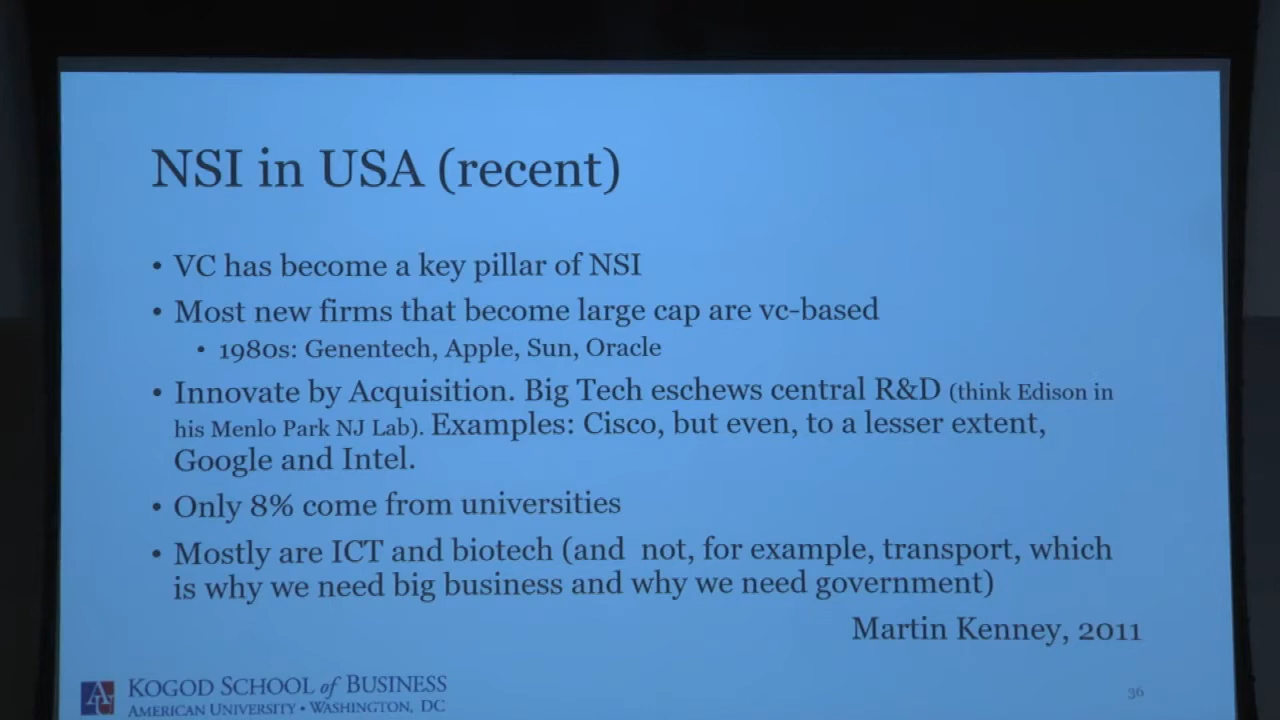 NSI in USA (recent)
• VC has become a key pillar of NSI
• Most new firms that become large cap are vc-based
• 1980s: Genentech, Apple, Sun, Oracle
• Innovate by Acquisition. Big Tech eschews central R&D (think Edison in
his Menlo Park NJ Lab). Examples: Cisco, but even, to a lesser extent,
Google and Intel.
• Only 8% come from universities
• Mostly are ICT and biotech (and not, for example, transport, which
is why we need big business and why we need government)
Martin Kenney, 2011
AU
KOGOD SCHOOL of BUSINESS
AMERICAN UNIVERSITY • WASHINGTON, DC
36